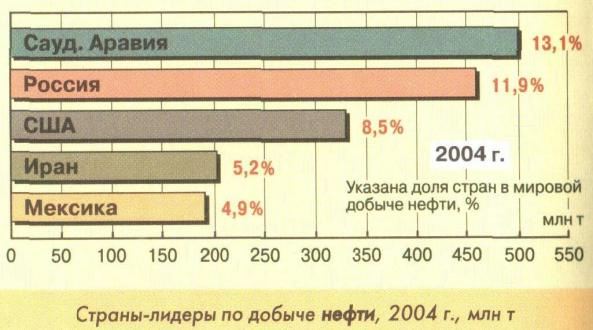 Сауд. Аравия 13,1%
Россия 11,9%
США 8,5%
2004 г.
Иран 5,2%
Указана доля стран в мировой
добыче нефти, %
Мексика 4,9%
млн т
0 50 100 150 200 250 300 350 400 450 500 550
Страны-лидеры по добыче нефти, 2004 г., млн т